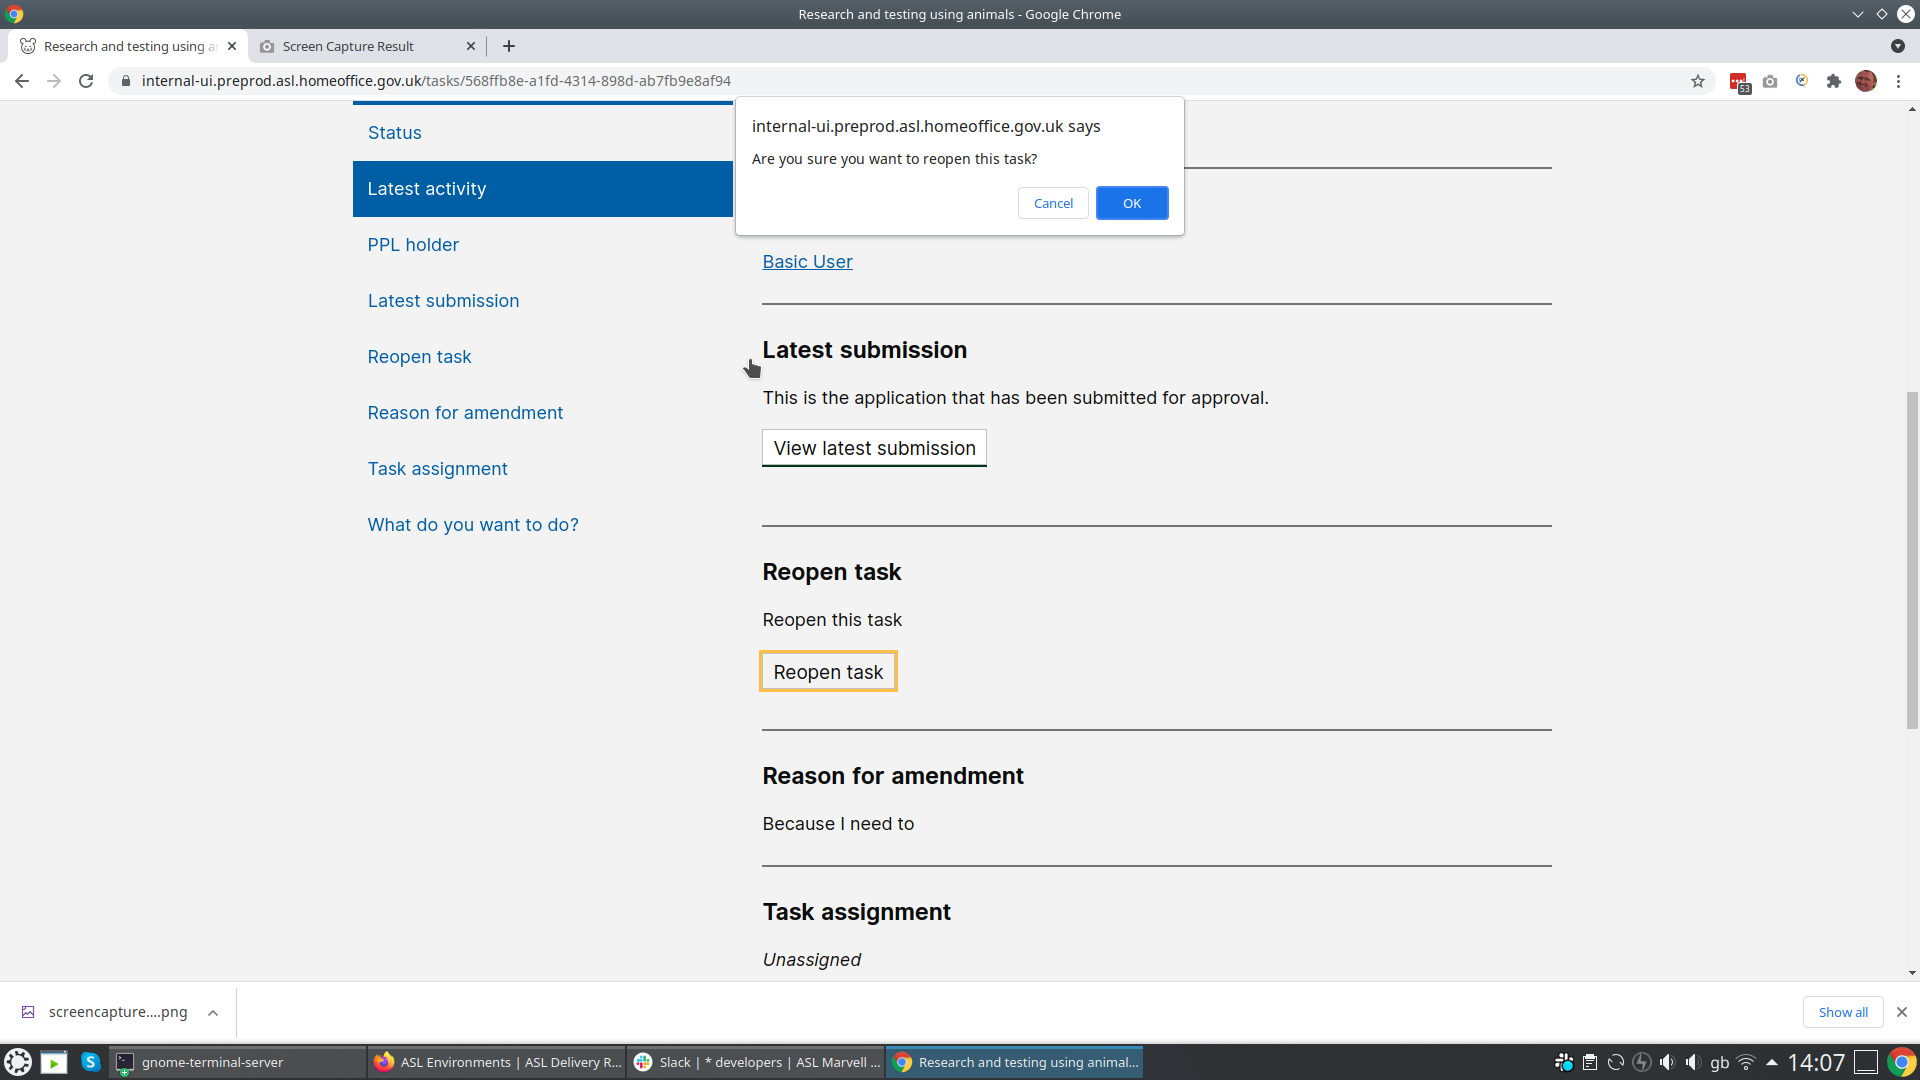 Research and testing using animals - Google Chrome
Research and testing using a
Screen Capture Result
internal-ui.preprod.asl.homeoffice.gov.uk/tasks/568ffb8e-a1fd-4314-898d-ab7fb9e8af94
53
internal-ui.preprod.asl.homeoffice.gov.uk says
Are you sure you want to reopen this task?
Cancel
OK
Status
Latest activity
PPL holder
Latest submission
Reopen task
Reason for amendment
Task assignment
What do you want to do?
Basic User
Latest submission
This is the application that has been submitted for approval.
View latest submission
Reopen task
Reopen this task
Reopen task
Reason for amendment
Because I need to
Task assignment
Unassigned
screencapture....png
Show all
gnome-terminal-server
ASL Environments | ASL Delivery R...
Slack | * developers | ASL Marvell ...
Research and testing using animal...
gb
14:07